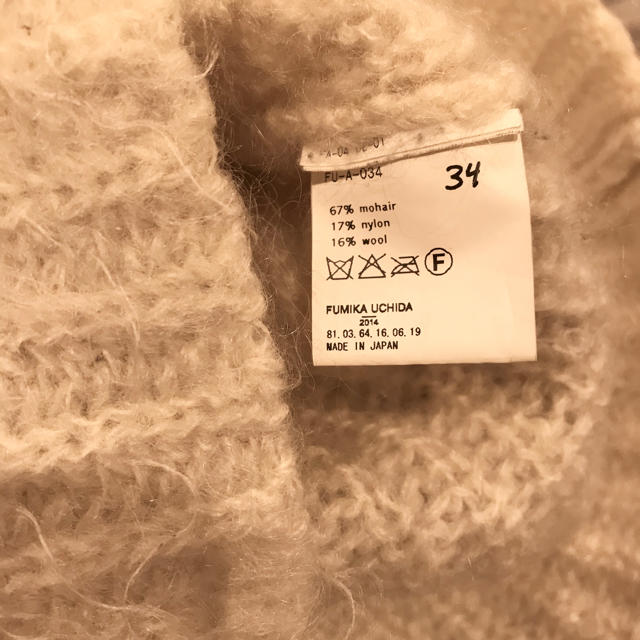 FU-A-034
34
67% mohair
17% nylon
16% wool
F
FUMIKA UCHIDA
2014
81, 03, 64, 16, 06, 19
MADE IN JAPAN